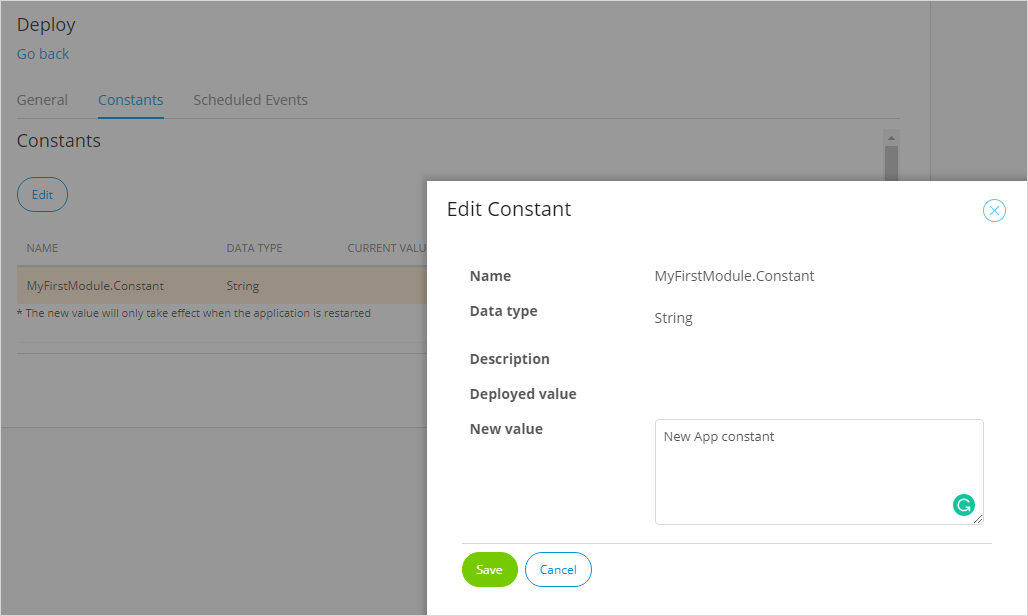 Deploy
Go back
General Constants Scheduled Events
Constants
Edit
NAME DATA TYPE CURRENT VALU
MyFirstModule.Constant String
* The new value will only take effect when the application is restarted
Edit Constant
Name MyFirstModule.Constant
Data type String
Description
Deployed value
New value New App constant
Save Cancel